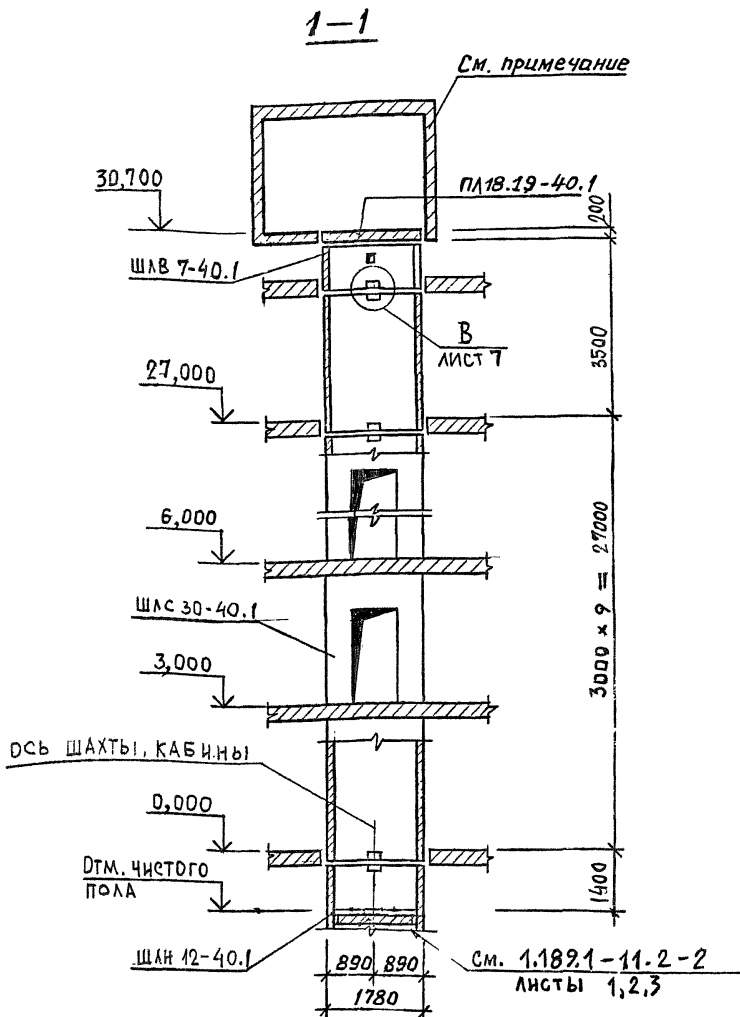 1-1
См. примечание
30,700
ПЛ18.19-40.1
200
ШЛВ 7-40.1
В
ЛИСТ 7
3500
27,000
6,000
ШЛС 30-40.1
3000 × 9 = 27000
3,000
ОСЬ ШАХТЫ, КАБИНЫ
0,000
Отм. чистого
пола
1400
ШЛН 12-40.1
890
890
См. 1.189.1-11.2-2
ЛИСТЫ 1,2,3
1780